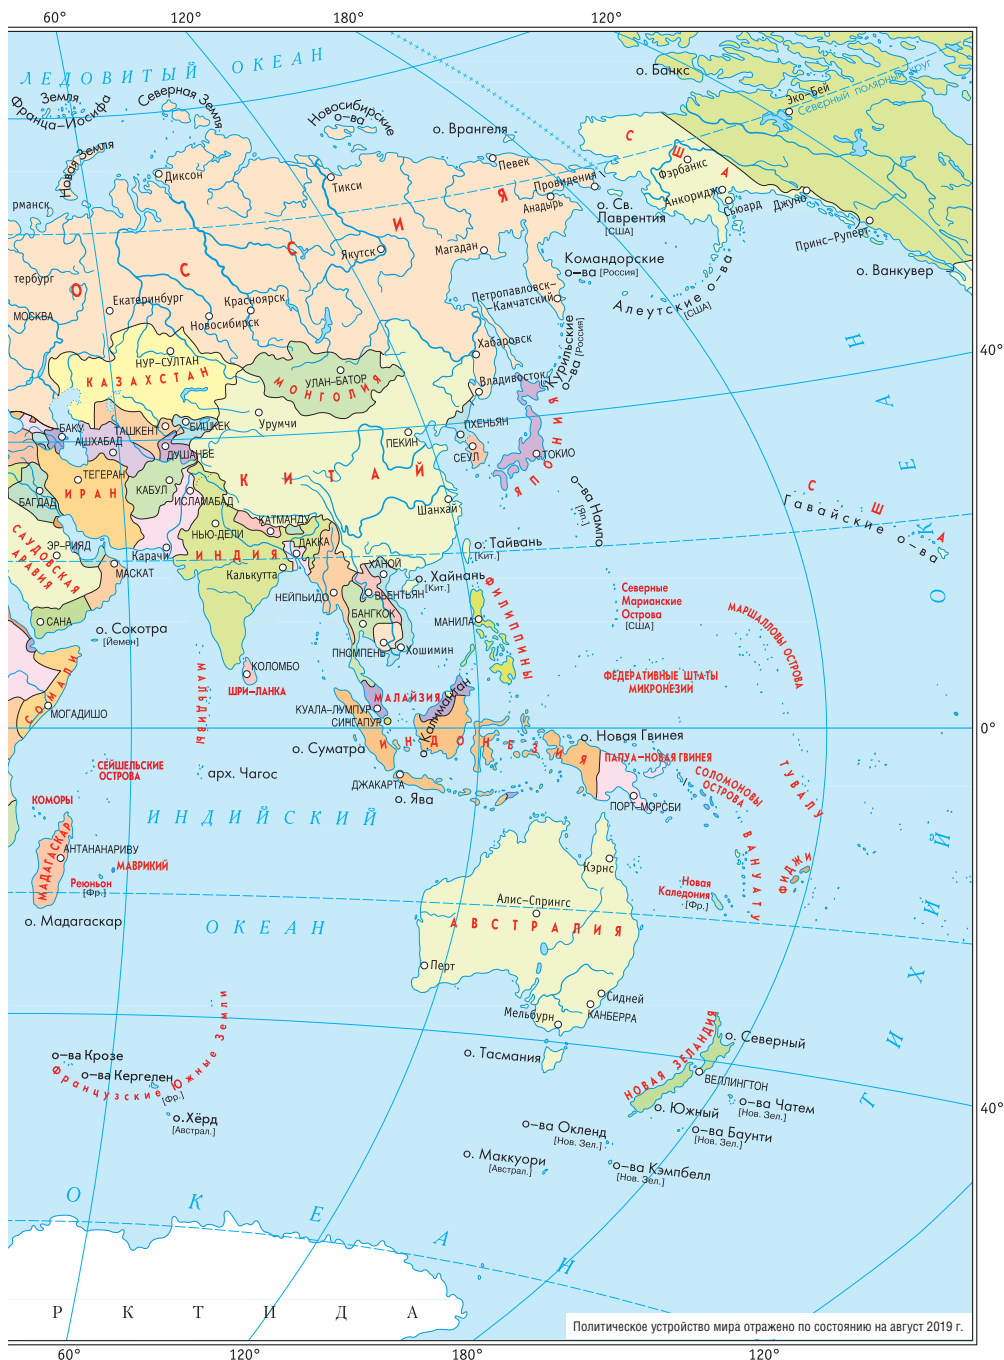 60°
120°
180°
120°
ЛЕДОВИТЫЙ ОКЕАН
Земля
Франца–Иосифа
Северная Земля
Новосибирские
о–ва
о. Врангеля
о. Банкс
Эко-Бей
Северный полярный круг
Новая Земля
Диксон
Тикси
Певек
Провидения
Анадырь
США
Фэрбанкс
Анкоридж
Сьюард
Джуно
Принс-Руперт
о. Ванкувер
рманск
о. Св.
Лаврентия
[США]
РОССИЯ
Якутск
Магадан
Командорские
о–ва [Россия]
Алеутские о–ва
[США]
тербург
МОСКВА
Екатеринбург
Красноярск
Новосибирск
Петропавловск–
–Камчатский
Хабаровск
Курильские
о–ва [Россия]
40°
НУР–СУЛТАН
КАЗАХСТАН
УЛАН–БАТОР
МОНГОЛИЯ
Владивосток
Урумчи
БАКУ
ТАШКЕНТ
БИШКЕК
АШХАБАД
ДУШАНБЕ
ПЕКИН
ПХЕНЬЯН
СЕУЛ
ТОКИО
ЯПОНИЯ
ТЕГЕРАН
ИРАН
КАБУЛ
ИСЛАМАБАД
КИТАЙ
БАГДАД
Шанхай
о–ва Нампо
[Яп.]
США
Гавайские о–ва
САУДОВСКАЯ
АРАВИЯ
ЭР–РИЯД
МАСКАТ
Карачи
НЬЮ–ДЕЛИ
КАТМАНДУ
ИНДИЯ
ДАККА
Калькутта
ХАНОЙ
о. Тайвань
[Кит.]
о. Хайнань
[Кит.]
НЕЙПЬИДО
ВЬЕНТЬЯН
БАНГКОК
МАНИЛА
ФИЛИППИНЫ
Северные
Марианские
Острова
[США]
МАРШАЛЛОВЫ ОСТРОВА
САНА
о. Сокотра
[Йемен]
ПНОМПЕНЬ
Хошимин
КОЛОМБО
ШРИ–ЛАНКА
МАЛЬДИВЫ
ФЕДЕРАТИВНЫЕ ШТАТЫ
МИКРОНЕЗИИ
СОМАЛИ
МОГАДИШО
МАЛАЙЗИЯ
КУАЛА–ЛУМПУР
СИНГАПУР
Калимантан
0°
о. Суматра
ИНДОНЕЗИЯ
о. Новая Гвинея
ПАПУА–НОВАЯ ГВИНЕЯ
СЕЙШЕЛЬСКИЕ
ОСТРОВА
арх. Чагос
ДЖАКАРТА
о. Ява
СОЛОМОНОВЫ
ОСТРОВА
ПОРТ–МОРСБИ
ТУВАЛУ
КОМОРЫ
ИНДИЙСКИЙ
МАДАГАСКАР
АНТАНАНАРИВУ
МАВРИКИЙ
Реюньон
[Фр.]
Кэрнс
ВАНУАТУ
ФИДЖИ
Новая
Каледония
[Фр.]
о. Мадагаскар
ОКЕАН
Алис–Спрингс
АВСТРАЛИЯ
Перт
Сидней
Мельбурн
КАНБЕРРА
ТИХИЙ ОКЕАН
о. Тасмания
НОВАЯ ЗЕЛАНДИЯ
о. Северный
ВЕЛЛИНГТОН
о–ва Крозе
о–ва Кергелен
[Фр.]
Французские Южные Земли
о.Хёрд
[Австрал.]
о. Южный
о–ва Чатем
[Нов. Зел.]
40°
о–ва Баунти
[Нов. Зел.]
о–ва Окленд
[Нов. Зел.]
о. Маккуори
[Австрал.]
о–ва Кэмпбелл
[Нов. Зел.]
ОКЕАН
РКТИДА
Политическое устройство мира отражено по состоянию на август 2019 г.
60°
120°
180°
120°